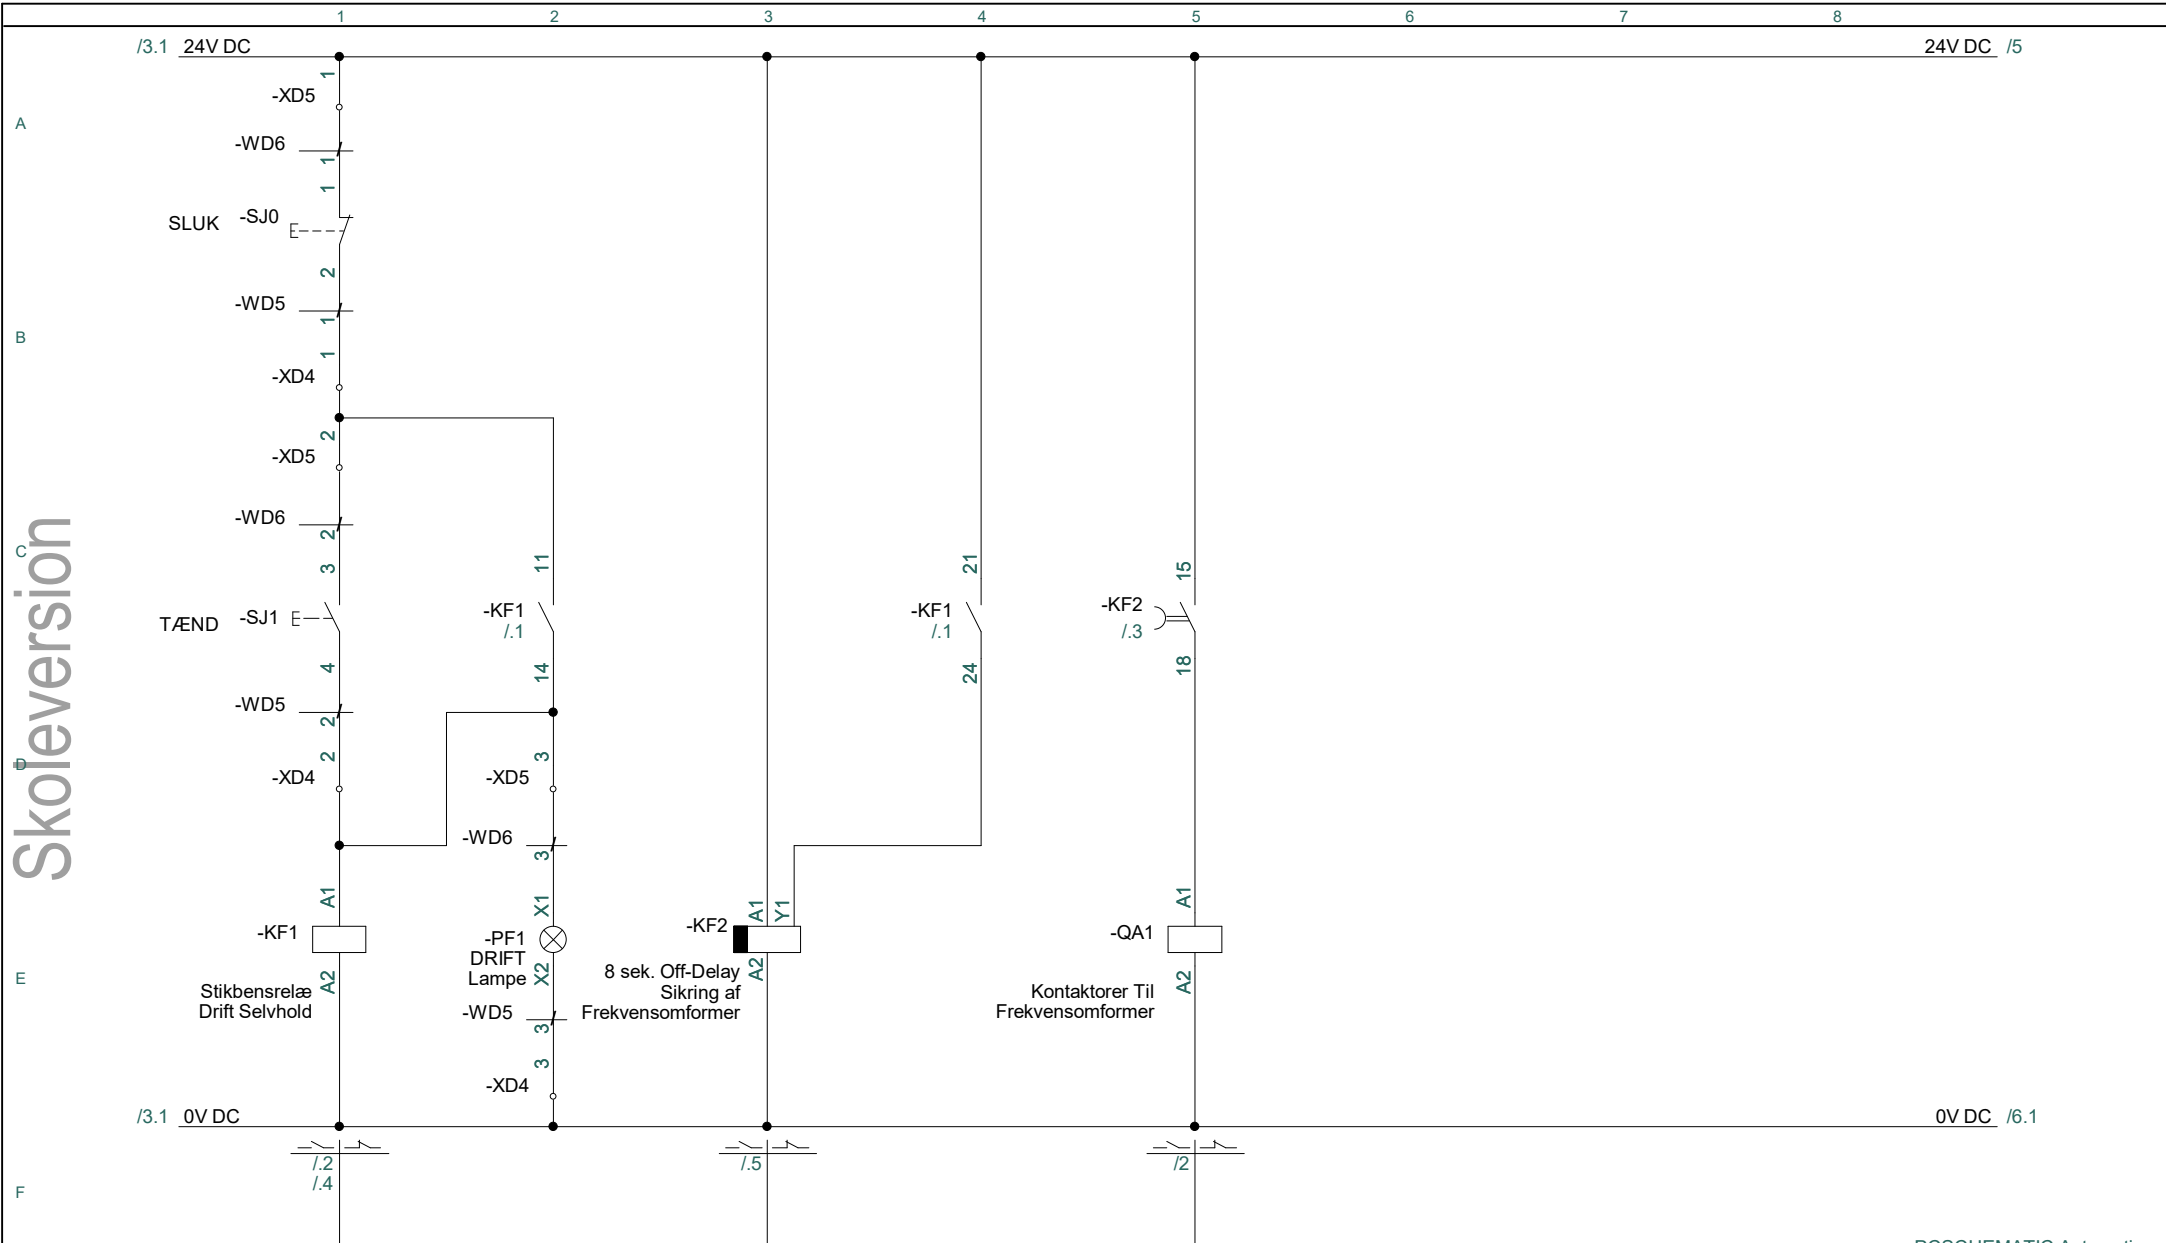 1 2 3 4 5 6 7 8
/3.1 24V DC
24V DC /5
A
1
-XD5
-WD6
1
1
SLUK -SJ0
2
-WD5
1
B
1
-XD4
2
-XD5
-WD6
2
C
3
11
21
15
TÆND -SJ1
-KF1
/.1
-KF1
/.1
-KF2
/.3
4
14
24
18
-WD5
2
D
2
-XD4
3
-XD5
-WD6
3
A1
-KF1
A2
Stikbensrelæ
Drift Selvhold
X1
-PF1
DRIFT
Lampe
X2
-WD5
3
3
-XD4
A1
Y1
-KF2
A2
8 sek. Off-Delay
Sikring af
Frekvensomformer
A1
-QA1
A2
Kontaktorer Til
Frekvensomformer
E
/3.1 0V DC
0V DC /6.1
/.2
/.4
/.5
/2
F
Skoleversion